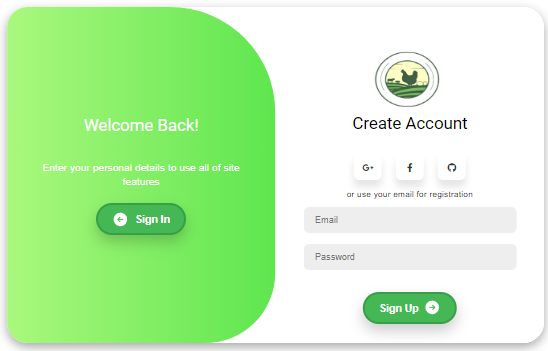 Welcome Back!
Enter your personal details to use all of site
features
Sign In
Create Account
G+
f
or use your email for registration
Email
Password
Sign Up